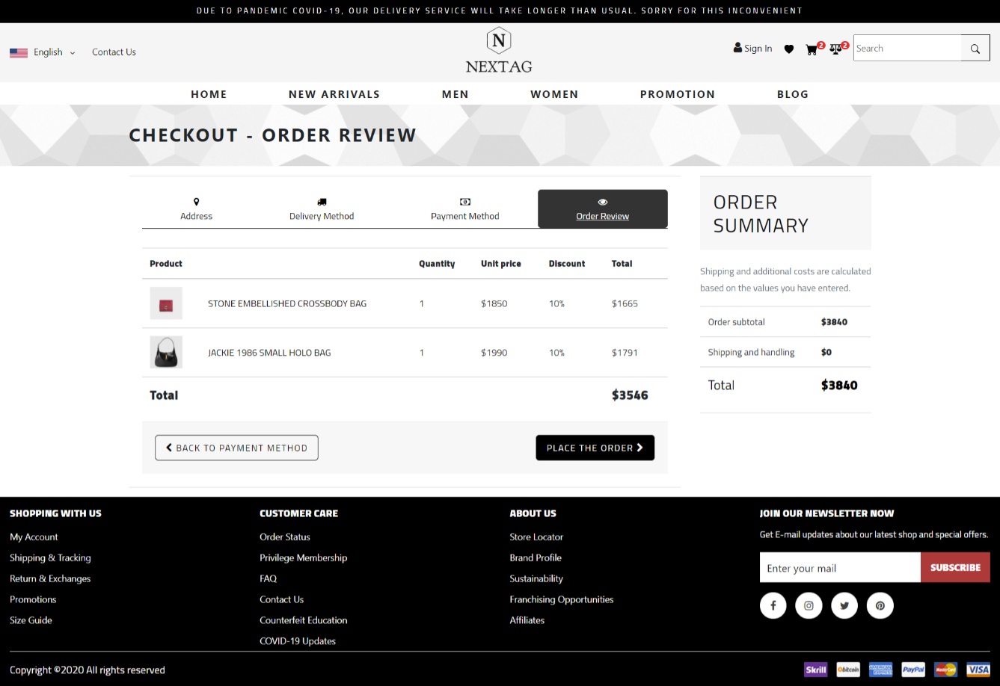 DUE TO PANDEMIC COVID-19, OUR DELIVERY SERVICE WILL TAKE LONGER THAN USUAL. SORRY FOR THIS INCONVENIENT
English
Contact Us
N
NEXTAG
Sign In
2
2
Search
HOME NEW ARRIVALS MEN WOMEN PROMOTION BLOG
CHECKOUT - ORDER REVIEW
Address Delivery Method Payment Method Order Review
Product Quantity Unit price Discount Total
STONE EMBELLISHED CROSSBODY BAG 1 $1850 10% $1665
JACKIE 1986 SMALL HOLO BAG 1 $1990 10% $1791
Total $3546
BACK TO PAYMENT METHOD
PLACE THE ORDER
ORDER
SUMMARY
Shipping and additional costs are calculated
based on the values you have entered.
Order subtotal $3840
Shipping and handling $0
Total $3840
SHOPPING WITH US
My Account
Shipping & Tracking
Return & Exchanges
Promotions
Size Guide
CUSTOMER CARE
Order Status
Privilege Membership
FAQ
Contact Us
Counterfeit Education
COVID-19 Updates
ABOUT US
Store Locator
Brand Profile
Sustainability
Franchising Opportunities
Affiliates
JOIN OUR NEWSLETTER NOW
Get E-mail updates about our latest shop and special offers.
Enter your mail
SUBSCRIBE
Copyright ©2020 All rights reserved
Skrill bitcoin AMERICAN EXPRESS PayPal MasterCard VISA